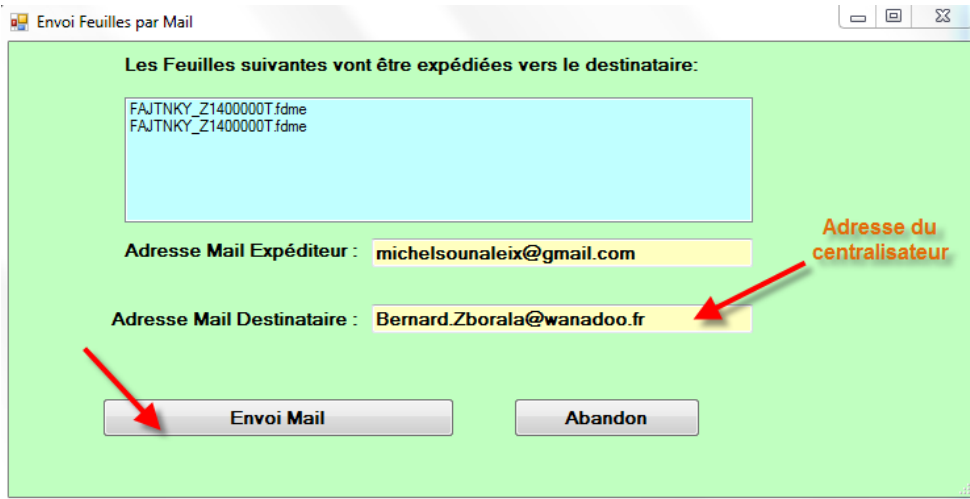 Envoi Feuilles par Mail
Les Feuilles suivantes vont être expédiées vers le destinataire:
FAJTNKY_Z1400000T.fdme
FAJTNKY_Z1400000T.fdme
Adresse du
centralisateur
Adresse Mail Expéditeur : michelsounaleix@gmail.com
Adresse Mail Destinataire : Bernard.Zborala@wanadoo.fr
Envoi Mail Abandon